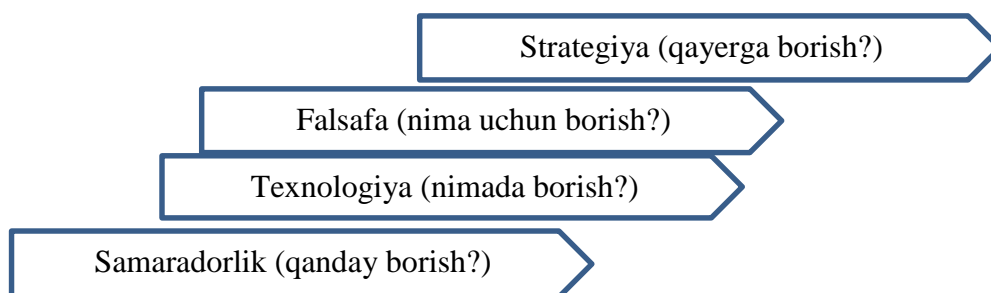 Strategiya (qayerga borish?)
Falsafa (nima uchun borish?)
Texnologiya (nimada borish?)
Samaradorlik (qanday borish?)